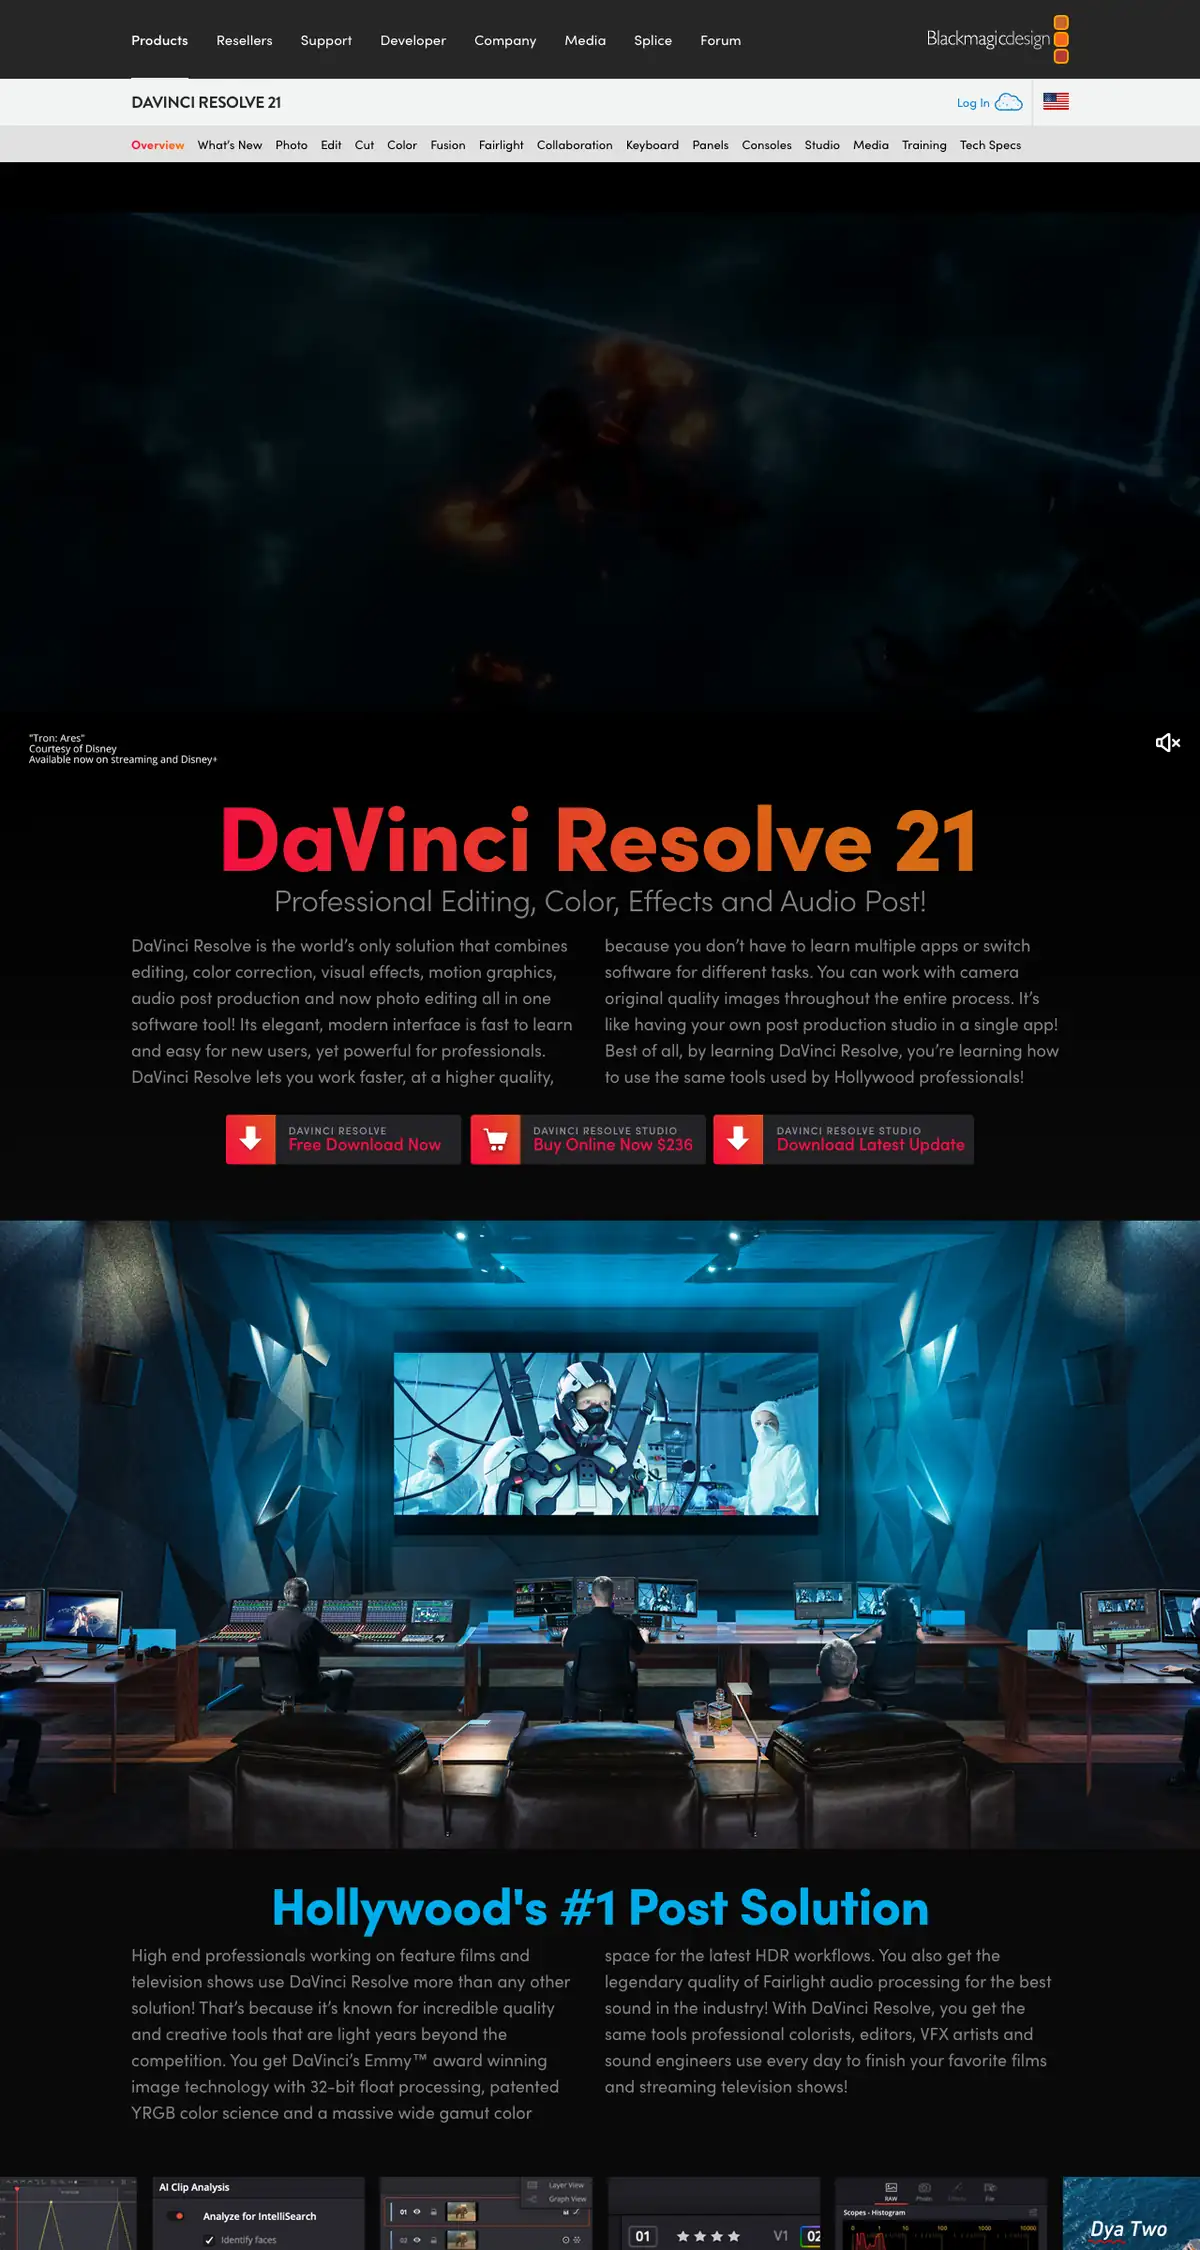 Products Resellers Support Developer Company Media Splice Forum
Blackmagicdesign
DAVINCI RESOLVE 21
Log In
Overview What's New Photo Edit Cut Color Fusion Fairlight Collaboration Keyboard Panels Consoles Studio Media Training Tech Specs
"Tron: Ares"
Courtesy of Disney
Available now on streaming and Disney+
DaVinci Resolve 21
Professional Editing, Color, Effects and Audio Post!
DaVinci Resolve is the world's only solution that combines
editing, color correction, visual effects, motion graphics,
audio post production and now photo editing all in one
software tool! Its elegant, modern interface is fast to learn
and easy for new users, yet powerful for professionals.
DaVinci Resolve lets you work faster, at a higher quality,
because you don't have to learn multiple apps or switch
software for different tasks. You can work with camera
original quality images throughout the entire process. It's
like having your own post production studio in a single app!
Best of all, by learning DaVinci Resolve, you're learning how
to use the same tools used by Hollywood professionals!
DAVINCI RESOLVE
Free Download Now
DAVINCI RESOLVE STUDIO
Buy Online Now $236
DAVINCI RESOLVE STUDIO
Download Latest Update
Hollywood's #1 Post Solution
High end professionals working on feature films and
television shows use DaVinci Resolve more than any other
solution! That's because it's known for incredible quality
and creative tools that are light years beyond the
competition. You get DaVinci's Emmy™ award winning
image technology with 32-bit float processing, patented
YRGB color science and a massive wide gamut color
space for the latest HDR workflows. You also get the
legendary quality of Fairlight audio processing for the best
sound in the industry! With DaVinci Resolve, you get the
same tools professional colorists, editors, VFX artists and
sound engineers use every day to finish your favorite films
and streaming television shows!
AI Clip Analysis
Analyze for IntelliSearch
Identify faces
Layer View
Graph View
01
02
01
V1
02
RAW Photo Effects File
Scopes - Histogram
0 1 10 100 1000 10000
Dya Two